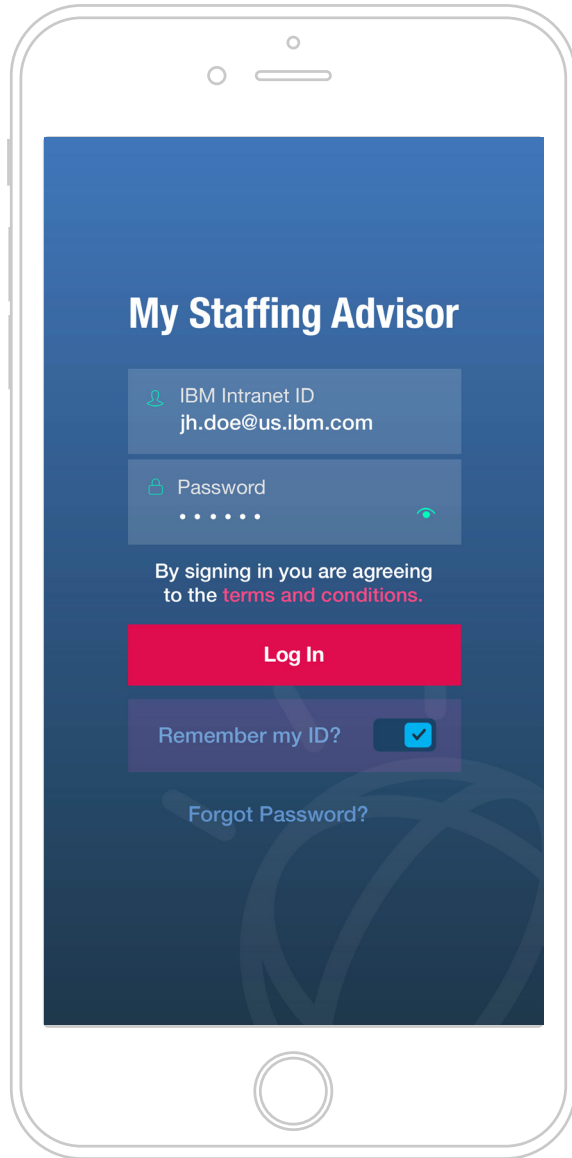 My Staffing Advisor
IBM Intranet ID
jh.doe@us.ibm.com
Password
••••••
By signing in you are agreeing
to the terms and conditions.
Log In
Remember my ID?
Forgot Password?